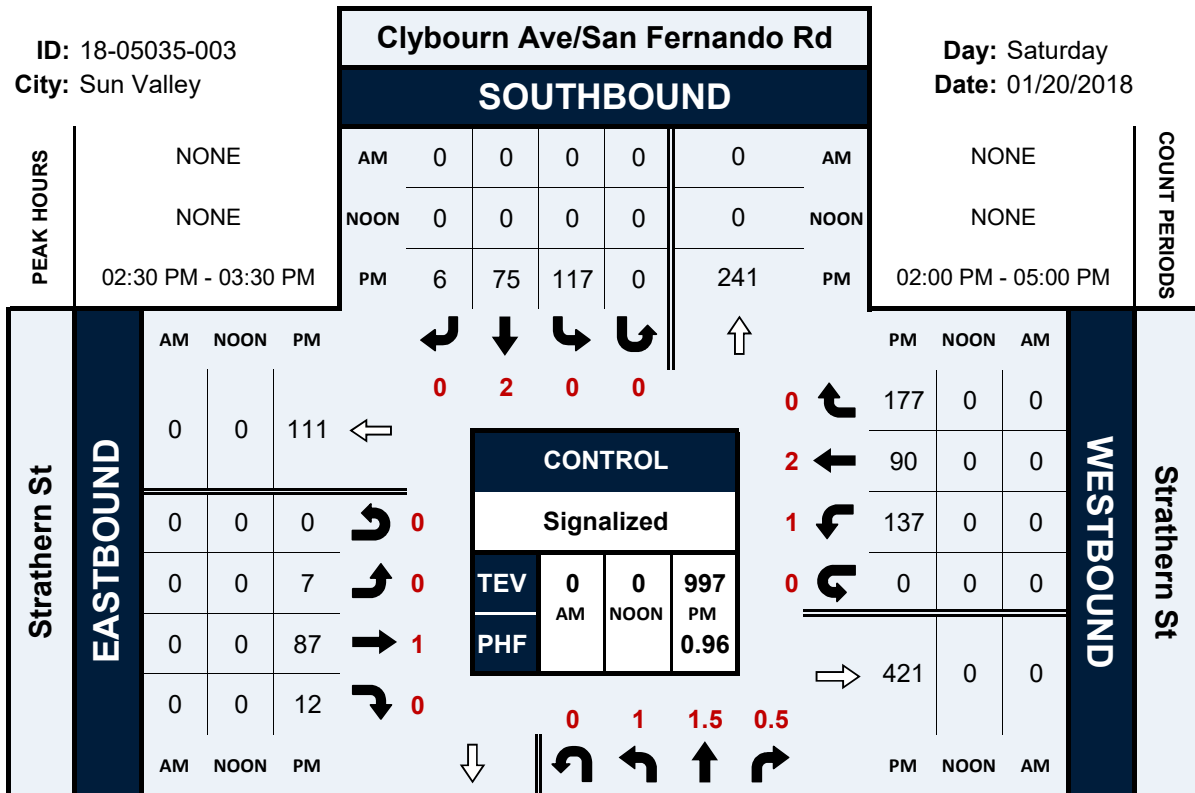 Clybourn Ave/San Fernando Rd
ID: 18-05035-003
Day: Saturday
City: Sun Valley
Date: 01/20/2018
SOUTHBOUND
PEAK HOURS
NONE
AM 0 0 0 0 0 AM
NONE
COUNT PERIODS
NONE
NOON 0 0 0 0 0 NOON
NONE
02:30 PM - 03:30 PM
PM 6 75 117 0 241 PM
02:00 PM - 05:00 PM
AM NOON PM
PM NOON AM
0 2 0 0
0 177 0 0
0 0 111
2 90 0 0
CONTROL
Strathern St
EASTBOUND
WESTBOUND
Strathern St
Signalized
0 0 0 0
1 137 0 0
0 0 7 0
TEV 0 0 997
AM NOON PM
0 0 0 0
0 0 87 1
PHF 0.96
421 0 0
0 0 12 0
0 1 1.5 0.5
AM NOON PM
PM NOON AM